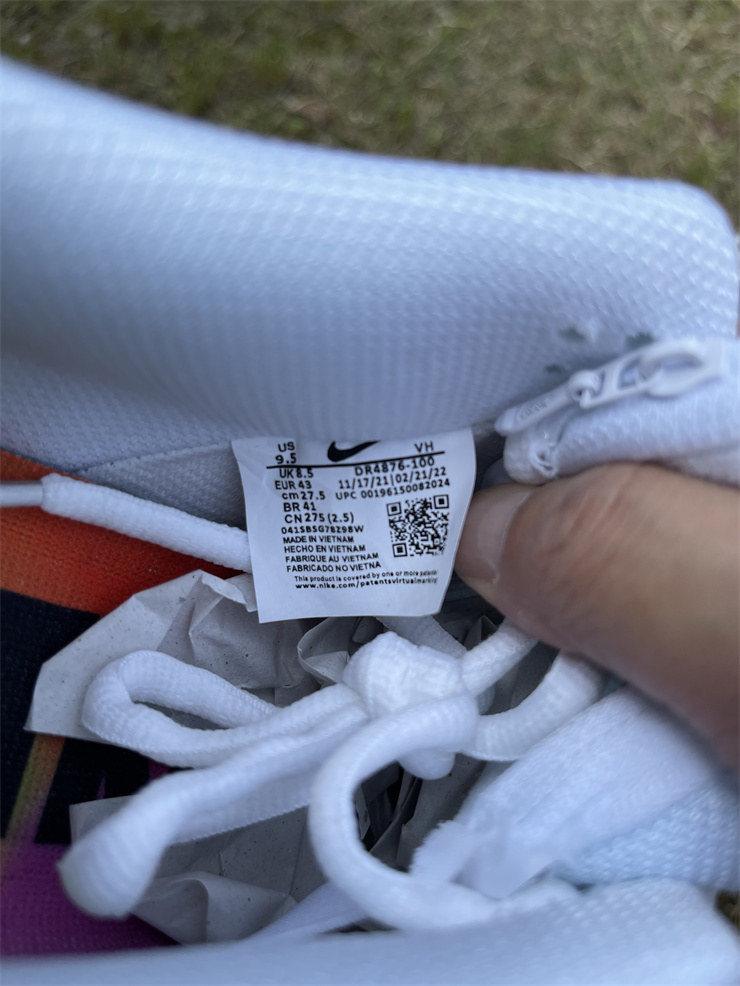 US VH
9.5
UK 8.5 DR4876-100
EUR 43 11/17/21 | 02/21/22
cm 27.5 UPC 00196150082024
BR 41
CN 275 (2.5)
041SBSG78Z9BW
MADE IN VIETNAM
HECHO EN VIETNAM
FABRIQUE AU VIETNAM
FABRICADO NO VIETNA
This product is covered by one or more patents:
www.nike.com/patentsvirtualmarking